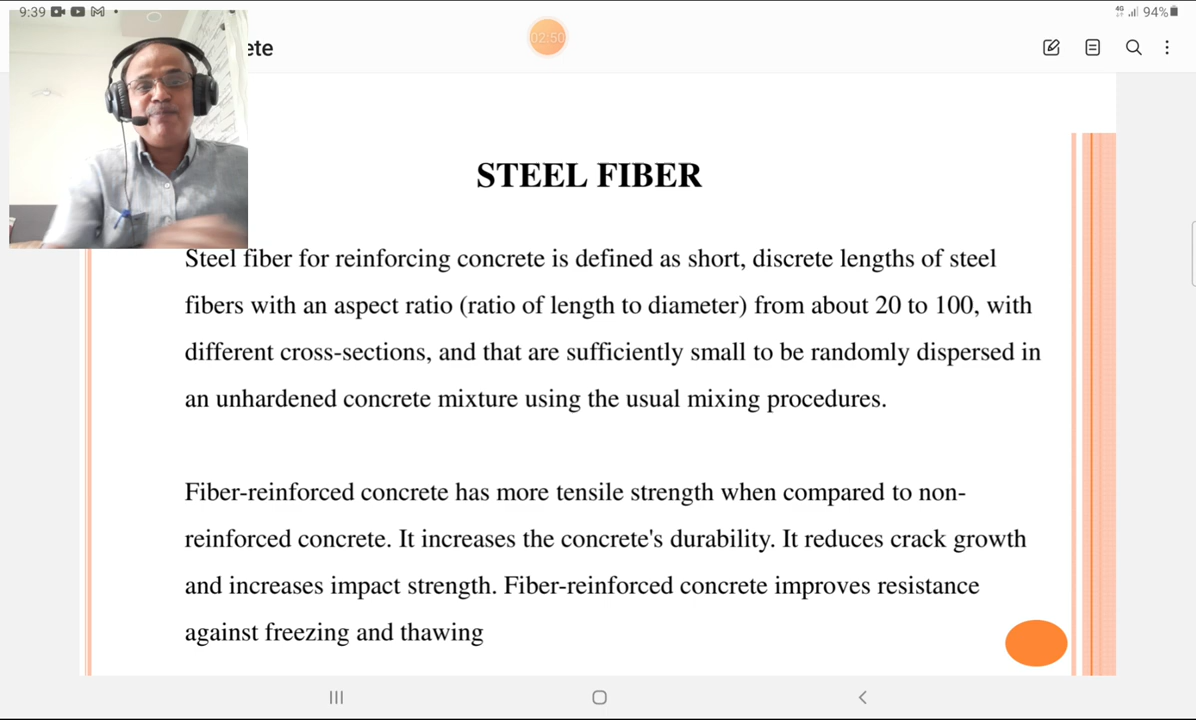 9:39
94%
ete
02:50
4G
STEEL FIBER
Steel fiber for reinforcing concrete is defined as short, discrete lengths of steel
fibers with an aspect ratio (ratio of length to diameter) from about 20 to 100, with
different cross-sections, and that are sufficiently small to be randomly dispersed in
an unhardened concrete mixture using the usual mixing procedures.
Fiber-reinforced concrete has more tensile strength when compared to non-
reinforced concrete. It increases the concrete's durability. It reduces crack growth
and increases impact strength. Fiber-reinforced concrete improves resistance
against freezing and thawing